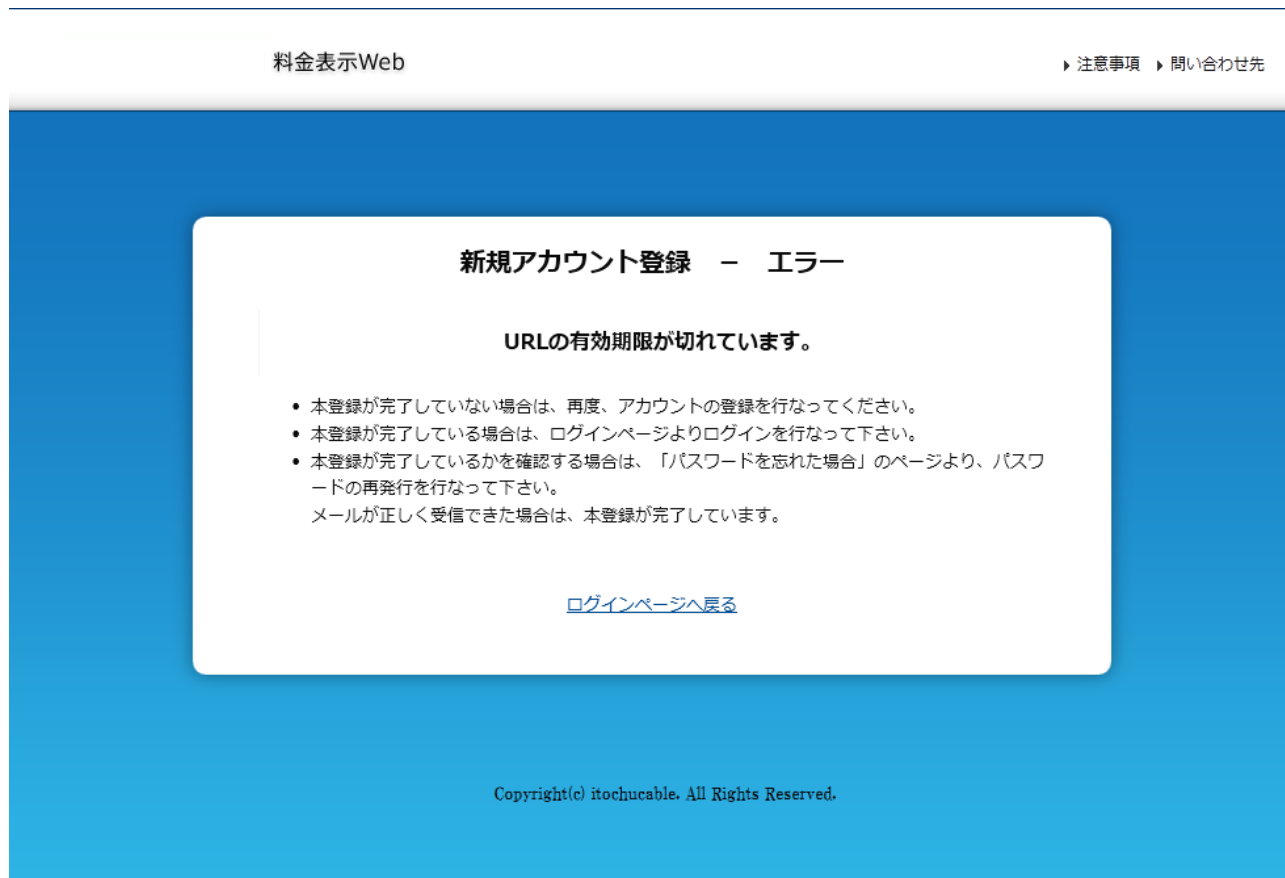 料金表示Web
注意事項 問い合わせ先
新規アカウント登録　－　エラー
URLの有効期限が切れています。
• 本登録が完了していない場合は、再度、アカウントの登録を行なってください。
• 本登録が完了している場合は、ログインページよりログインを行なって下さい。
• 本登録が完了しているかを確認する場合は、「パスワードを忘れた場合」のページより、パスワ
ードの再発行を行なって下さい。
メールが正しく受信できた場合は、本登録が完了しています。
ログインページへ戻る
Copyright(c) itochucable. All Rights Reserved.